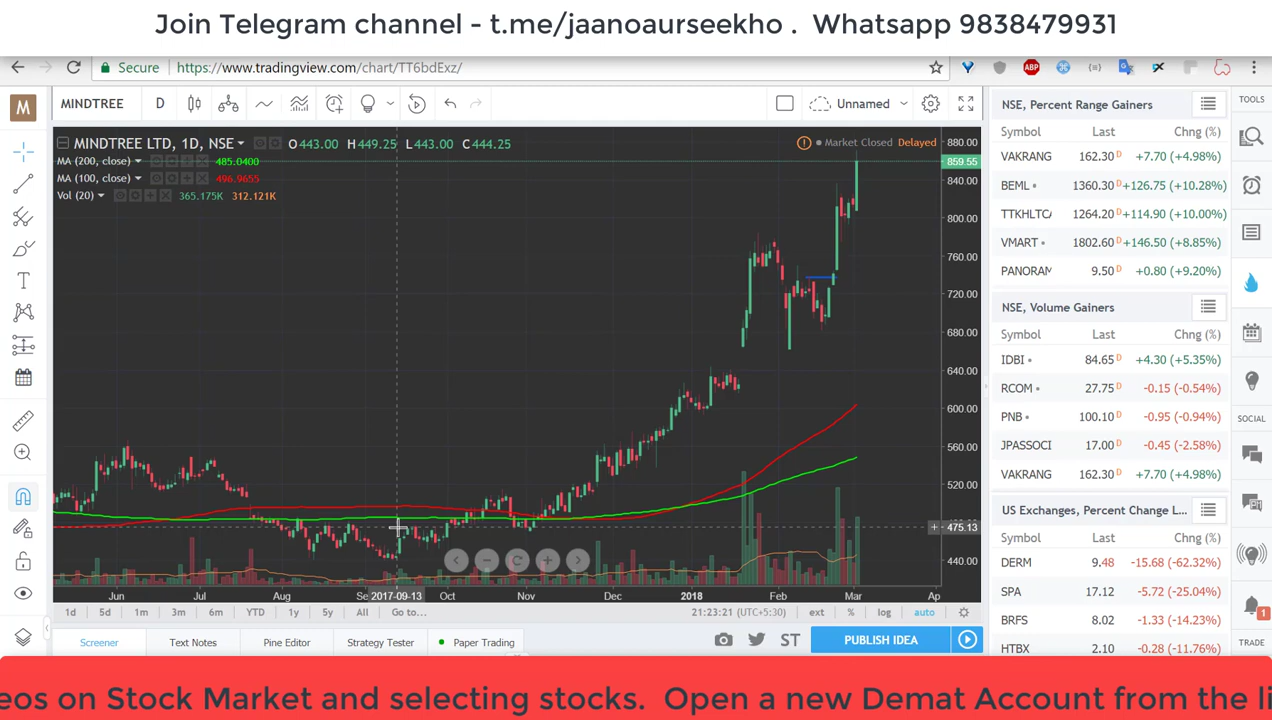 Join Telegram channel - t.me/jaanoaurseekho .  Whatsapp 9838479931
Secure https://www.tradingview.com/chart/TT6bdExz/
ABP
M
MINDTREE D Unnamed
MINDTREE LTD, 1D, NSE O443.00 H449.25 L443.00 C444.25
Market Closed Delayed
MA (200, close) 485.0400
MA (100, close) 496.9655
Vol (20) 365.175K 312.121K
880.00
859.55
840.00
800.00
760.00
720.00
680.00
640.00
600.00
560.00
520.00
475.13
440.00
Jun Jul Aug Se 2017-09-13 Oct Nov Dec 2018 Feb Mar Ap
1d 5d 1m 3m 6m YTD 1y 5y All Go to... 21:23:21 (UTC+5:30) ext % log auto
Screener Text Notes Pine Editor Strategy Tester Paper Trading ST PUBLISH IDEA
NSE, Percent Range Gainers
Symbol Last Chng (%)
VAKRANG 162.30 D +7.70 (+4.98%)
BEML 1360.30 D +126.75 (+10.28%)
TTKHLTCA 1264.20 D +114.90 (+10.00%)
VMART 1802.60 D +146.50 (+8.85%)
PANORAM 9.50 D +0.80 (+9.20%)
NSE, Volume Gainers
Symbol Last Chng (%)
IDBI 84.65 D +4.30 (+5.35%)
RCOM 27.75 D -0.15 (-0.54%)
PNB 100.10 D -0.95 (-0.94%)
JPASSOCI 17.00 D -0.45 (-2.58%)
VAKRANG 162.30 D +7.70 (+4.98%)
US Exchanges, Percent Change L...
Symbol Last Chng (%)
DERM 9.48 -15.68 (-62.32%)
SPA 17.12 -5.72 (-25.04%)
BRFS 8.02 -1.33 (-14.23%)
HTBX 2.10 -0.28 (-11.76%)
TOOLS
SOCIAL
1
TRADE
eos on Stock Market and selecting stocks.  Open a new Demat Account from the li